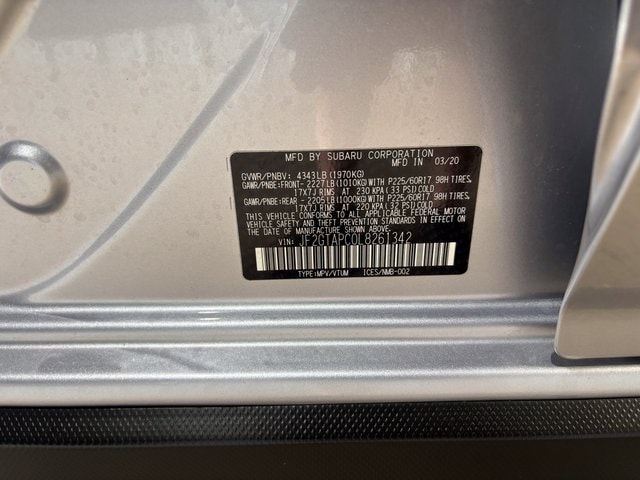 MFD BY SUBARU CORPORATION
GVWR/PNBV: 4343LB(1970KG) MFD IN 03/20
GAWR/PNBE:FRONT-2227LB(1010KG)WITH P225/60R17 98H TIRES,
17X7J RIMS AT 230 KPA (33 PSI)COLD
GAWR/PNBE:REAR -2205LB(1000KG)WITH P225/60R17 98H TIRES,
17X7J RIMS AT 220 KPA (32 PSI)COLD
THIS VEHICLE CONFORMS TO ALL APPLICABLE FEDERAL MOTOR
VEHICLE SAFETY AND THEFT PREVENTION STANDARDS
IN EFFECT ON THE DATE OF MANUFACTURE SHOWN ABOVE.
VIN: JF2GTAPC0L8261342
TYPE:MPV/VTUM ICES/NMB-002